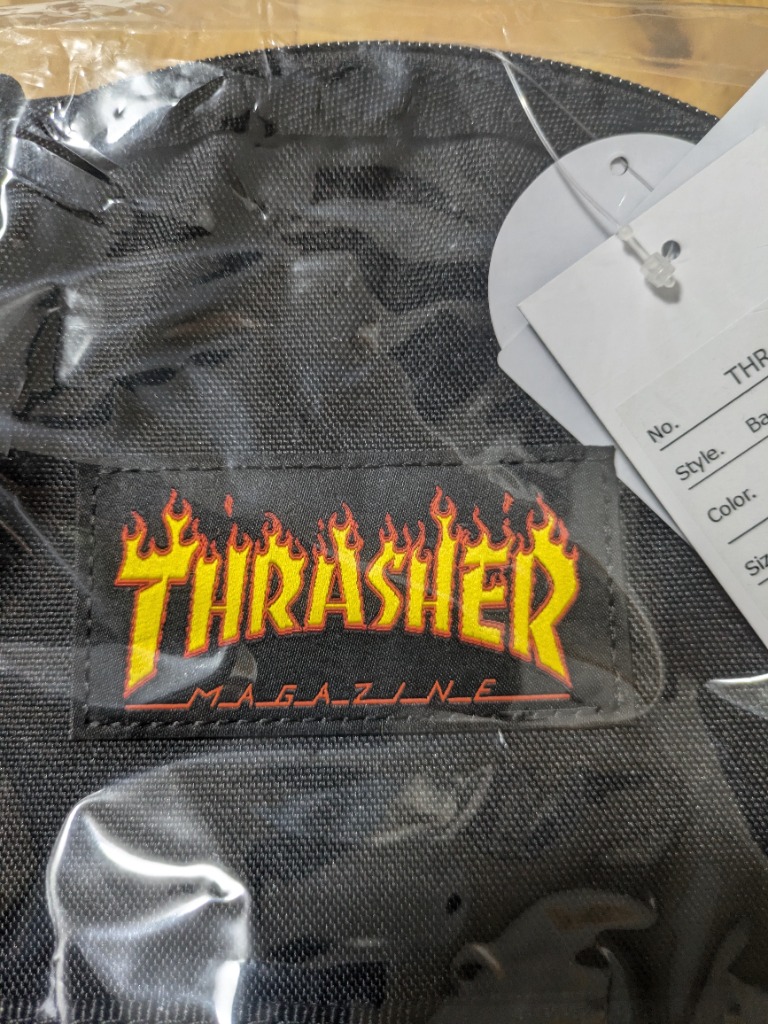 THRASHER
MAGAZINE
No. THR
Style. Ba
Color.
Siz